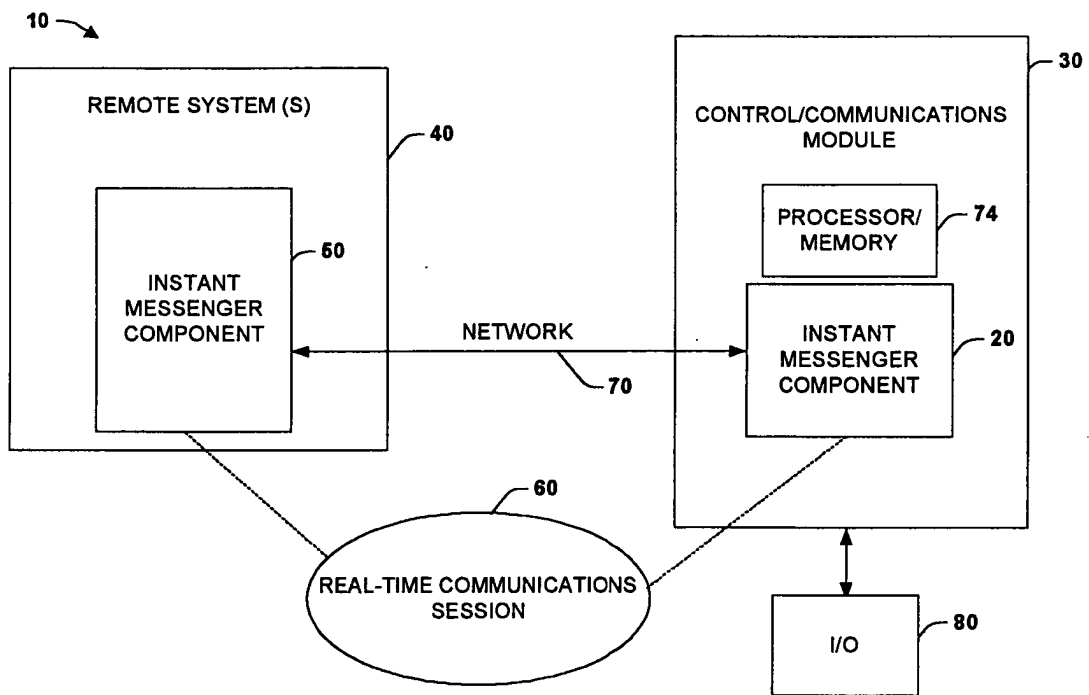 10
30
REMOTE SYSTEM (S)
40
CONTROL/COMMUNICATIONS
MODULE
PROCESSOR/
MEMORY
74
50
INSTANT
MESSENGER
COMPONENT
NETWORK
70
INSTANT
MESSENGER
COMPONENT
20
60
REAL-TIME COMMUNICATIONS
SESSION
I/O
80